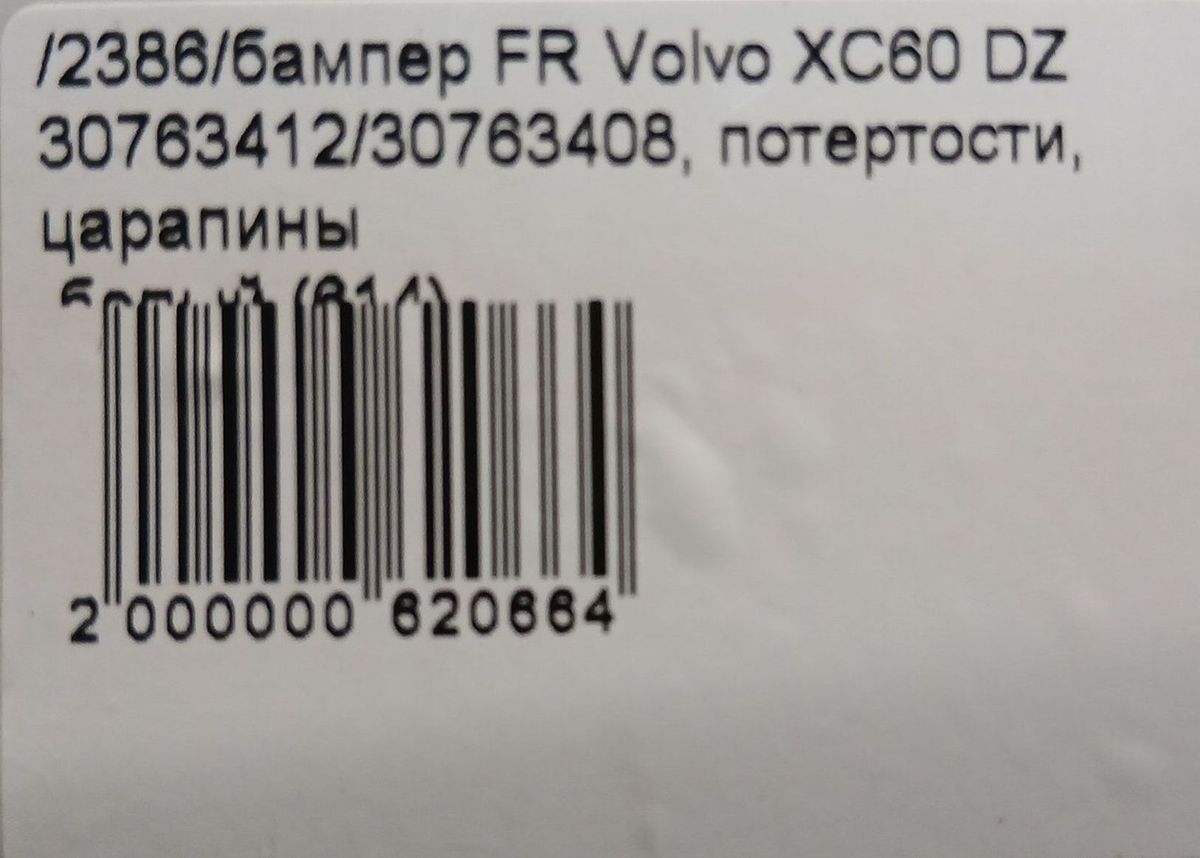 /2386/бампер FR Volvo XC60 DZ
30763412/30763408, потертости,
царапины
2 000000 620664